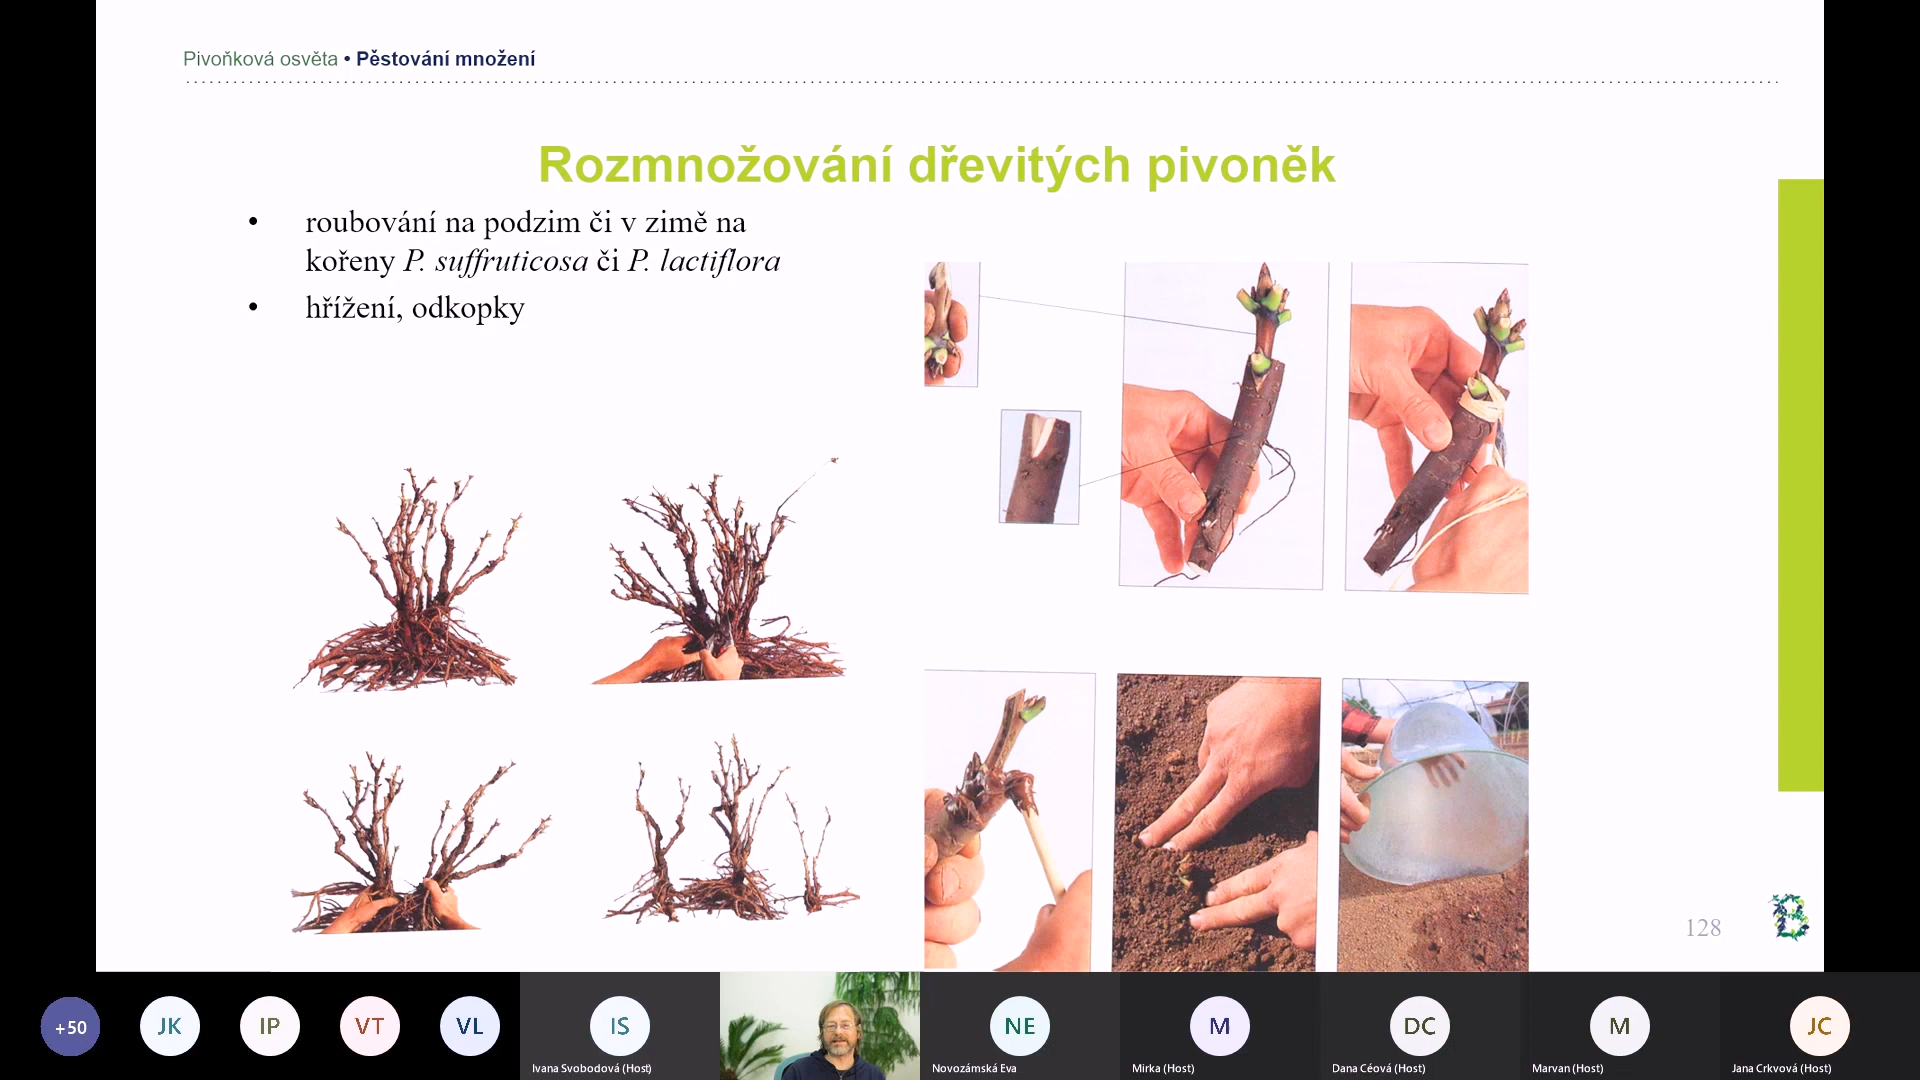 Pivoňková osvěta • Pěstování množení
Rozmnožování dřevitých pivoněk
• roubování na podzim či v zimě na
kořeny P. suffruticosa či P. lactiflora
• hřížení, odkopky
128
+50
JK
IP
VT
VL
IS
NE
M
DC
M
JC
Ivana Svobodová (Host)
Novozámská Eva
Mirka (Host)
Dana Céová (Host)
Marvan (Host)
Jana Crkvová (Host)